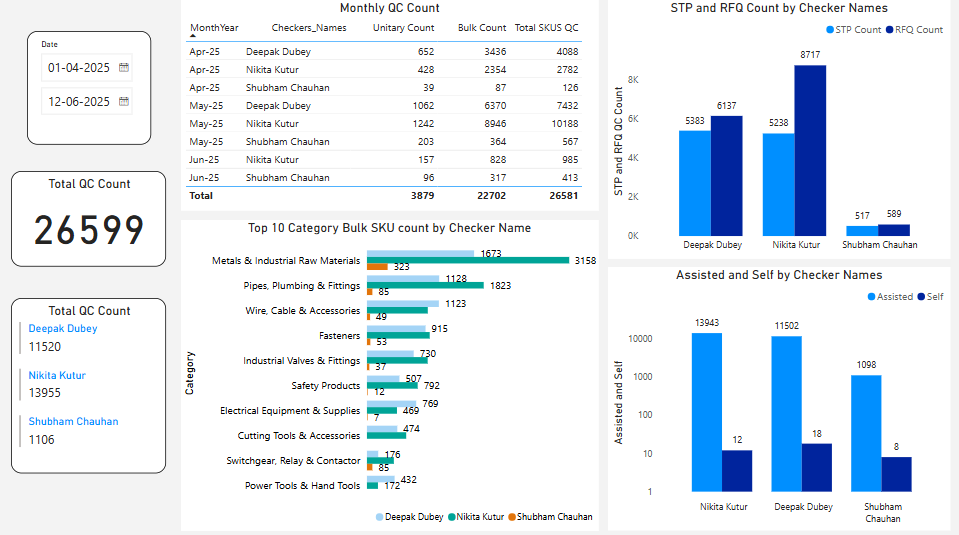 Date
01-04-2025
12-06-2025
Total QC Count
26599
Total QC Count
Deepak Dubey
11520
Nikita Kutur
13955
Shubham Chauhan
1106
Monthly QC Count
MonthYear Checkers_Names Unitary Count Bulk Count Total SKUS QC
Apr-25 Deepak Dubey 652 3436 4088
Apr-25 Nikita Kutur 428 2354 2782
Apr-25 Shubham Chauhan 39 87 126
May-25 Deepak Dubey 1062 6370 7432
May-25 Nikita Kutur 1242 8946 10188
May-25 Shubham Chauhan 203 364 567
Jun-25 Nikita Kutur 157 828 985
Jun-25 Shubham Chauhan 96 317 413
Total 3879 22702 26581
Top 10 Category Bulk SKU count by Checker Name
Category
Metals & Industrial Raw Materials 1673 3158 323
Pipes, Plumbing & Fittings 1128 1823 85
Wire, Cable & Accessories 1123 49
Fasteners 915 53
Industrial Valves & Fittings 730 37
Safety Products 507 792 12
Electrical Equipment & Supplies 769 469 7
Cutting Tools & Accessories 474
Switchgear, Relay & Contactor 176 85
Power Tools & Hand Tools 432 172
Deepak Dubey Nikita Kutur Shubham Chauhan
STP and RFQ Count by Checker Names
STP Count RFQ Count
STP and RFQ QC Count
8K
6K
4K
2K
0K
5383 6137 5238 8717 517 589
Deepak Dubey Nikita Kutur Shubham Chauhan
Assisted and Self by Checker Names
Assisted Self
Assisted and Self
10000
1000
100
10
1
13943 12 11502 18 1098 8
Nikita Kutur Deepak Dubey Shubham
Chauhan